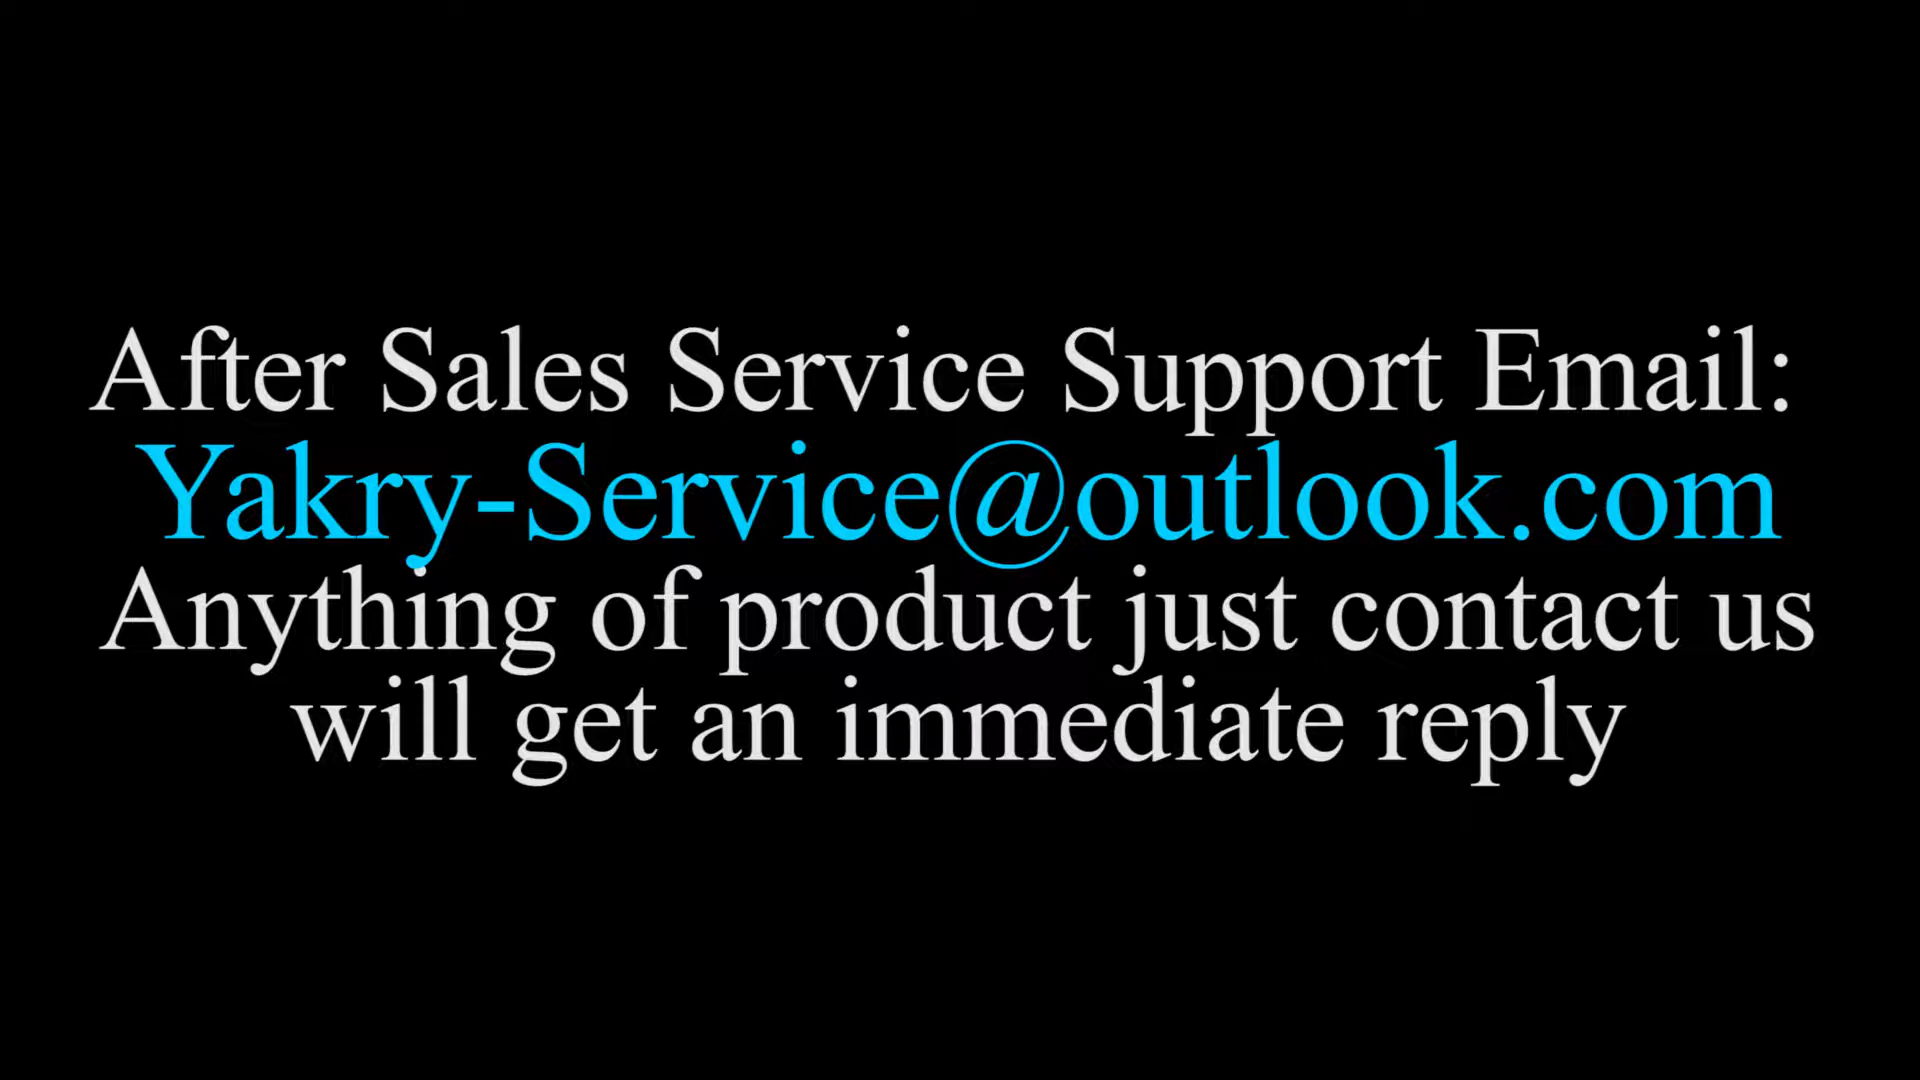 After Sales Service Support Email:
Yakry-Service@outlook.com
Anything of product just contact us
will get an immediate reply